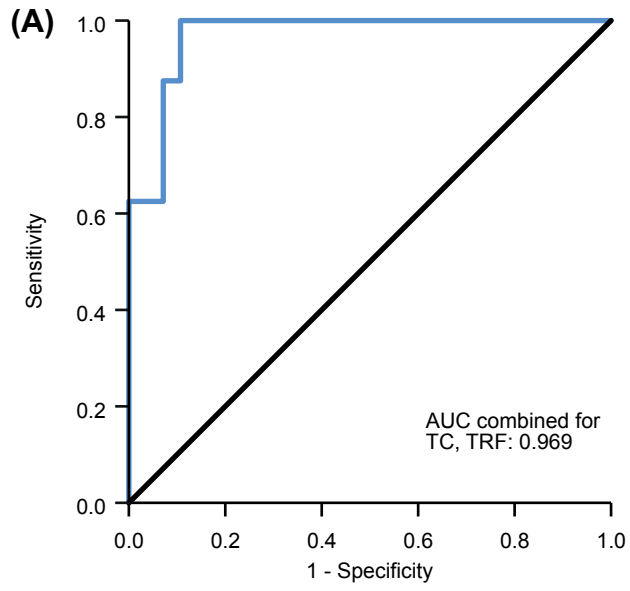 (A)
1.0
0.8
0.6
0.4
0.2
0.0
Sensitivity
AUC combined for
TC, TRF: 0.969
0.0 0.2 0.4 0.6 0.8 1.0
1 - Specificity